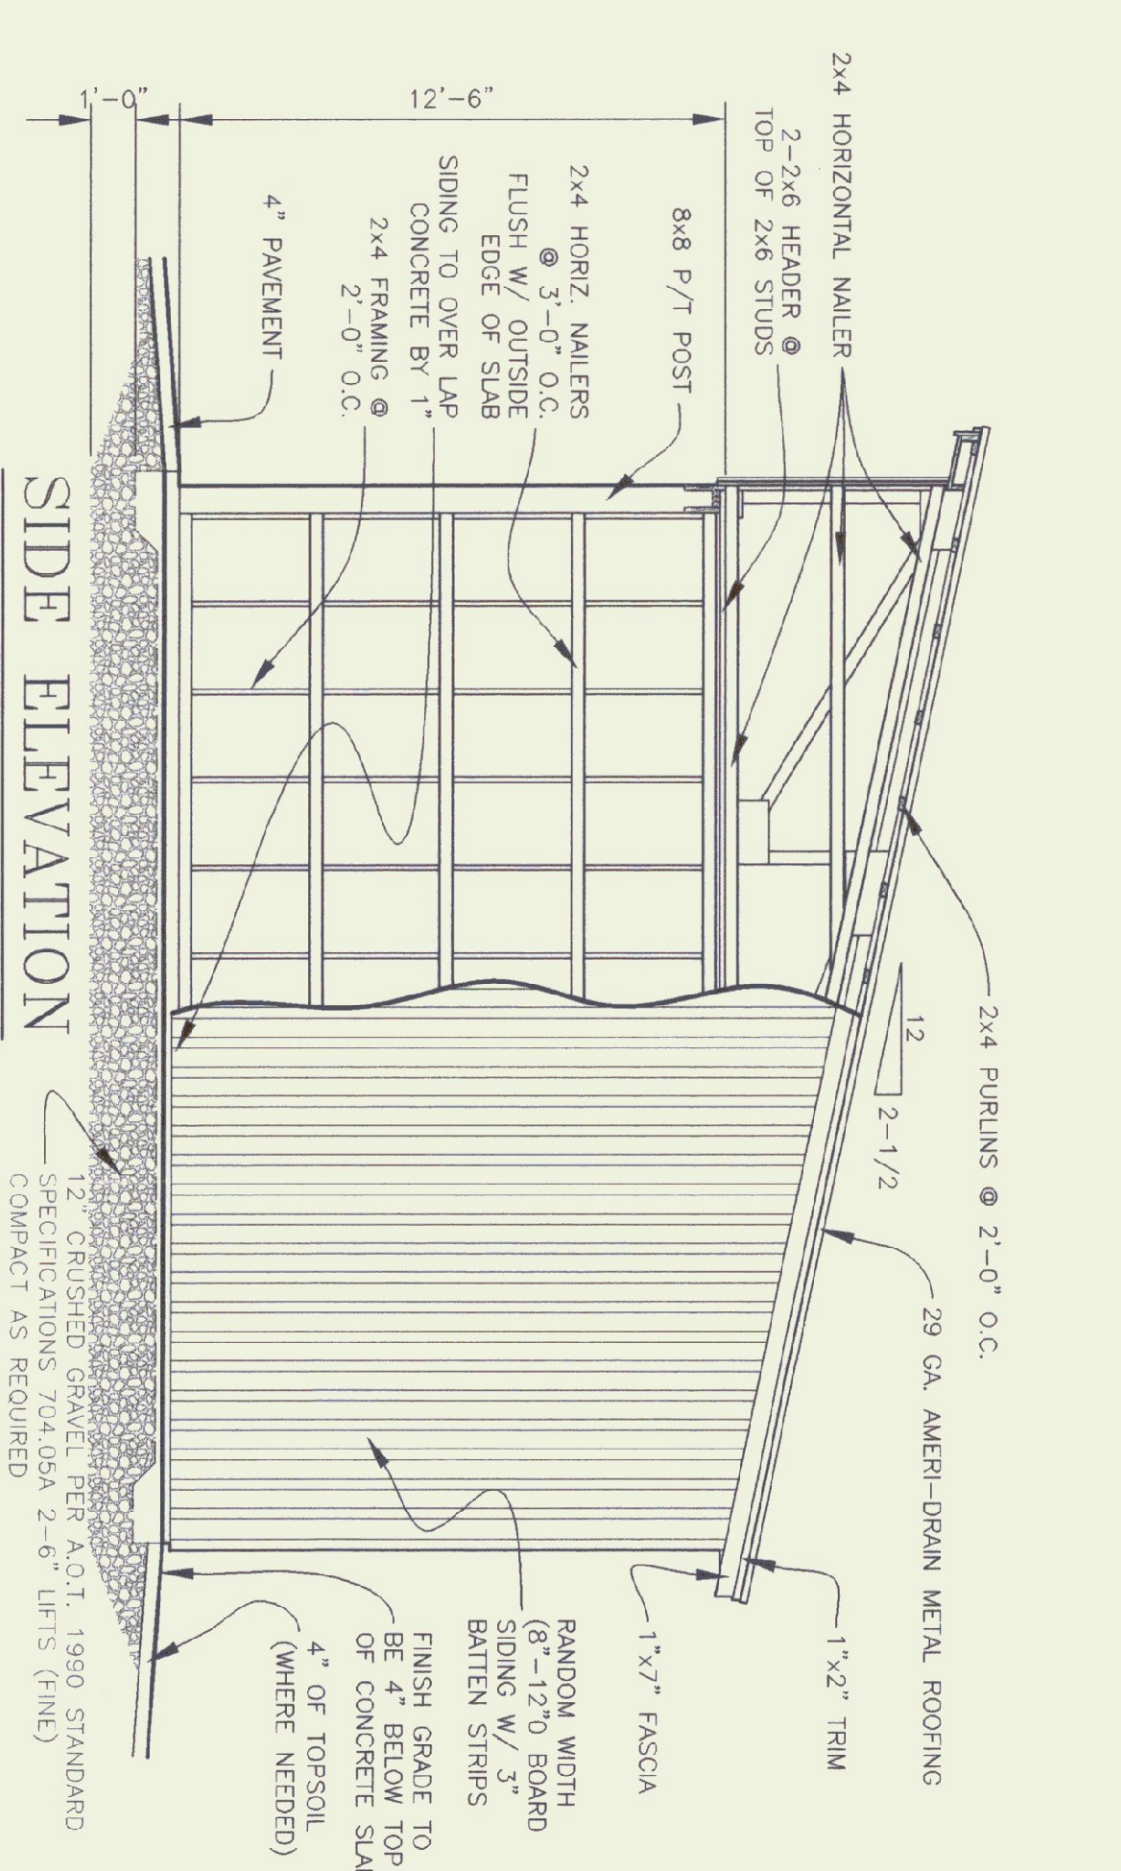 2x4 PURLINS @ 2'-0" O.C.
29 GA. AMERI-DRAIN METAL ROOFING
12
2-1/2
2x4 HORIZONTAL NAILER
2-2x6 HEADER @
TOP OF 2x6 STUDS
1"x2" TRIM
8x8 P/T POST
1"x7" FASCIA
2x4 HORIZ. NAILERS
@ 3'-0" O.C.
FLUSH W/ OUTSIDE
EDGE OF SLAB
RANDOM WIDTH
(8"-12"0 BOARD
SIDING W/ 3"
BATTEN STRIPS
12'-6"
SIDING TO OVER LAP
CONCRETE BY 1"
2x4 FRAMING @
2'-0" O.C.
FINISH GRADE TO
BE 4" BELOW TOP
OF CONCRETE SLA
4" PAVEMENT
4" OF TOPSOIL
(WHERE NEEDED)
1'-0"
SIDE ELEVATION
12" CRUSHED GRAVEL PER A.O.T. 1990 STANDARD
SPECIFICATIONS 704.05A 2-6" LIFTS (FINE)
COMPACT AS REQUIRED